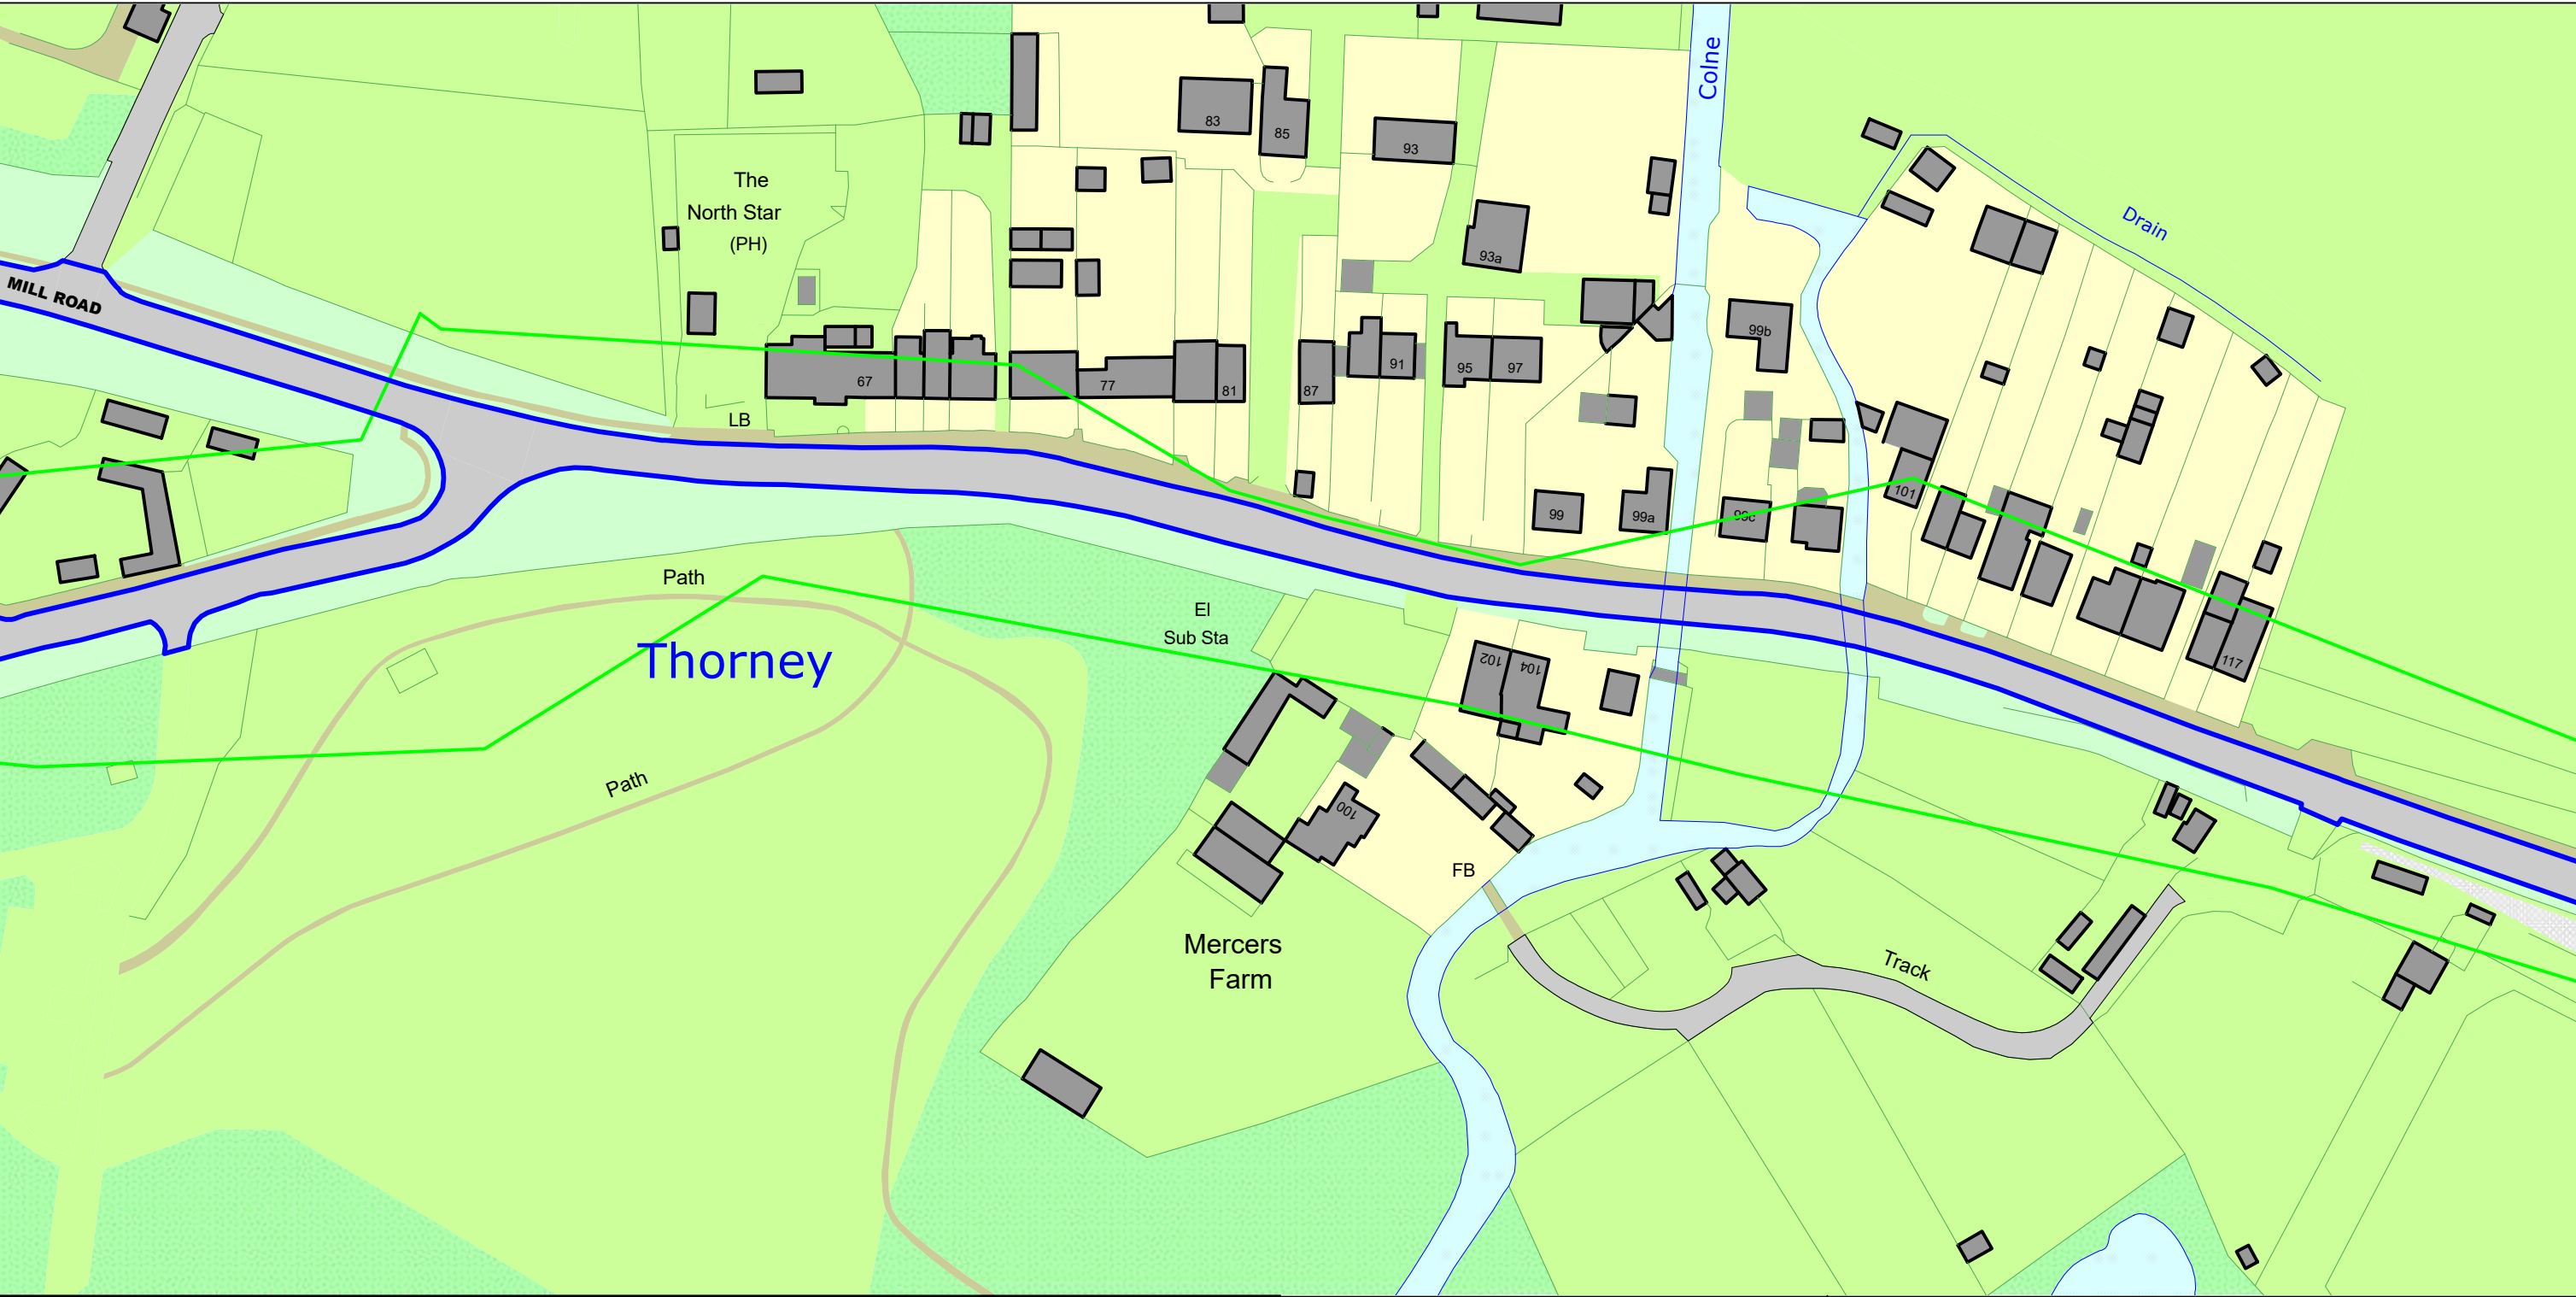 Colne
83
85
93
The
North Star
(PH)
Drain
93a
MILL ROAD
99b
67
77
81
87
91
95
97
LB
101
99
99a
99c
Path
El
Sub Sta
Thorney
102
104
117
Path
100
FB
Mercers
Farm
Track